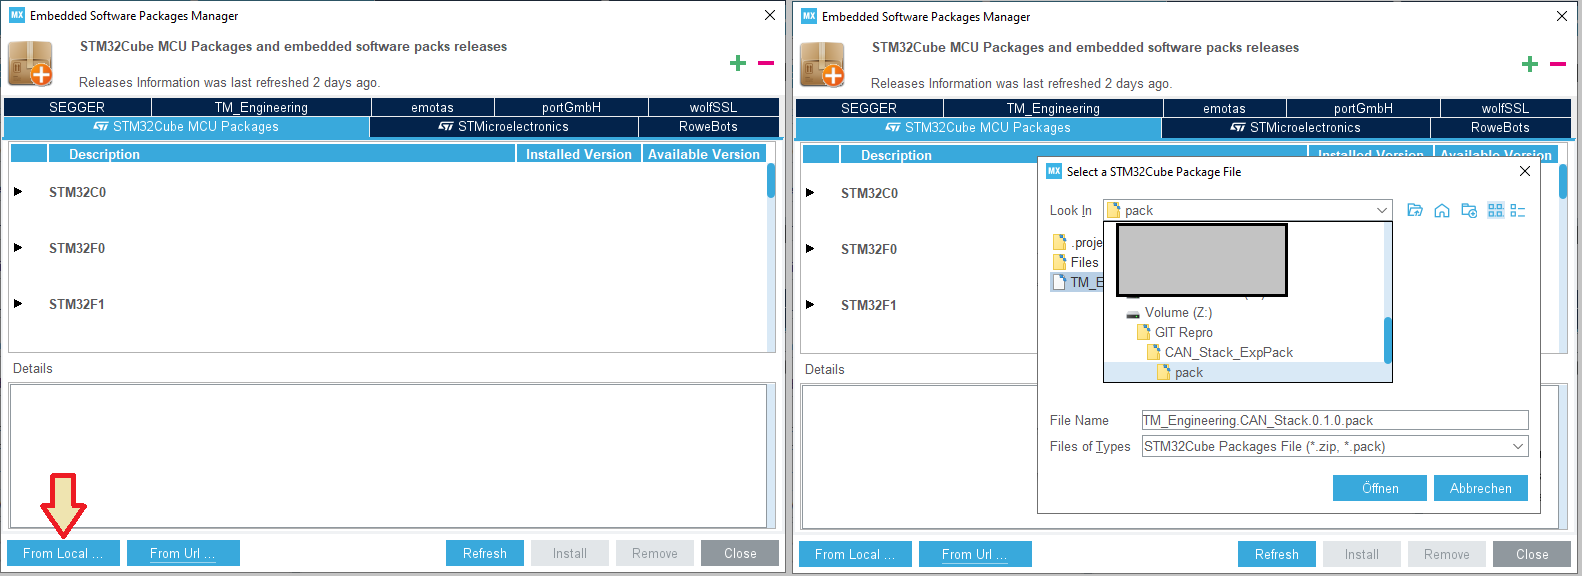 MX Embedded Software Packages Manager
STM32Cube MCU Packages and embedded software packs releases
Releases Information was last refreshed 2 days ago.
SEGGER TM_Engineering emotas portGmbH wolfSSL
STM32Cube MCU Packages STMicroelectronics RoweBots
Description Installed Version Available Version
STM32C0
STM32F0
STM32F1
Details
From Local ... From Url ... Refresh Install Remove Close
MX Embedded Software Packages Manager
STM32Cube MCU Packages and embedded software packs releases
Releases Information was last refreshed 2 days ago.
SEGGER TM_Engineering emotas portGmbH wolfSSL
STM32Cube MCU Packages STMicroelectronics RoweBots
Description Installed Version Available Version
STM32C0
STM32F0
STM32F1
Details
MX Select a STM32Cube Package File
Look In pack
.proje
Files
TM_E
Volume (Z:)
GIT Repro
CAN_Stack_ExpPack
pack
File Name TM_Engineering.CAN_Stack.0.1.0.pack
Files of Types STM32Cube Packages File (*.zip, *.pack)
Öffnen Abbrechen
From Local ... From Url ... Refresh Install Remove Close